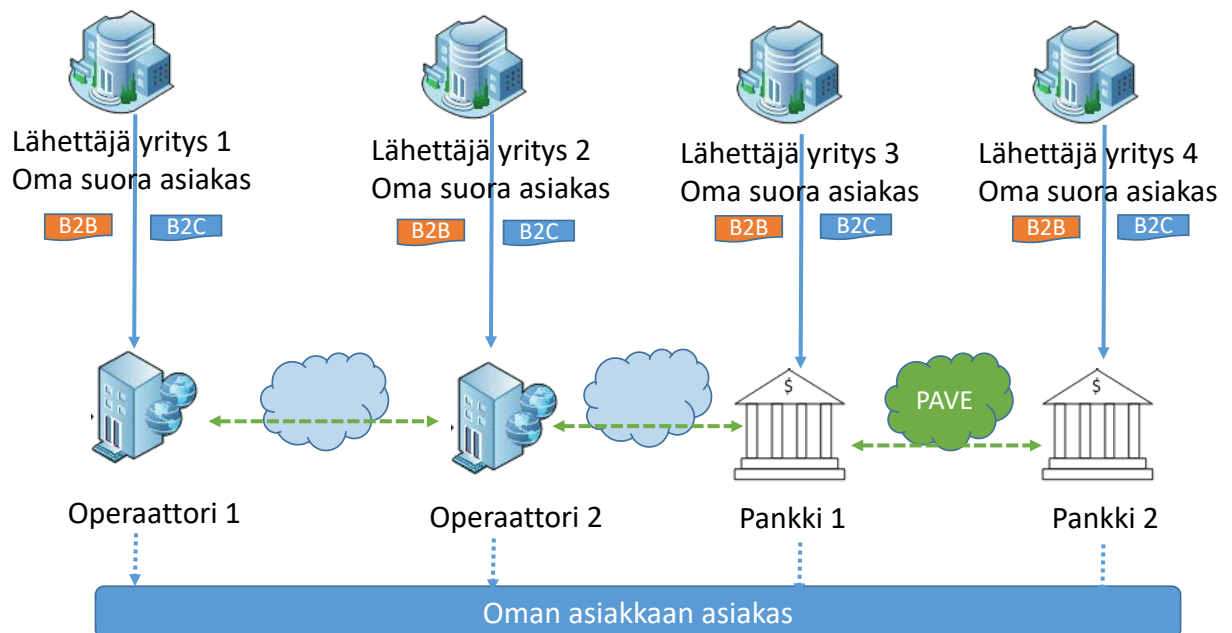 Lähettäjä yritys 1
Oma suora asiakas
B2B
B2C
Lähettäjä yritys 2
Oma suora asiakas
B2B
B2C
Lähettäjä yritys 3
Oma suora asiakas
B2B
B2C
Lähettäjä yritys 4
Oma suora asiakas
B2B
B2C
$
PAVE
$
Operaattori 1
Operaattori 2
Pankki 1
Pankki 2
Oman asiakkaan asiakas